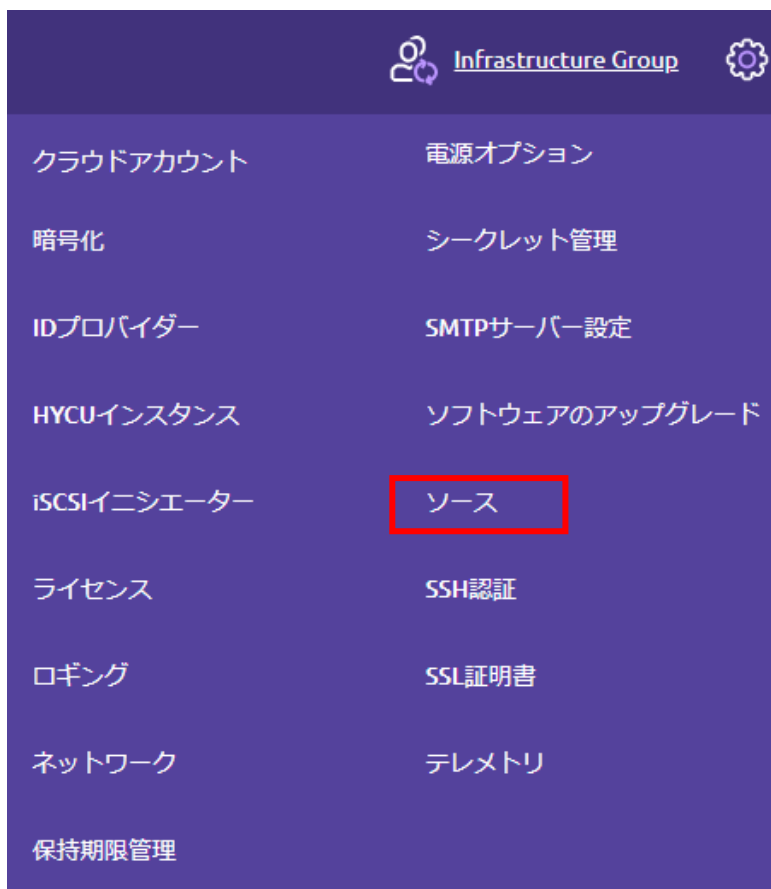 Infrastructure Group
クラウドアカウント
暗号化
IDプロバイダー
HYCUインスタンス
iSCSIイニシエーター
ライセンス
ロギング
ネットワーク
保持期限管理
電源オプション
シークレット管理
SMTPサーバー設定
ソフトウェアのアップグレード
ソース
SSH認証
SSL証明書
テレメトリ